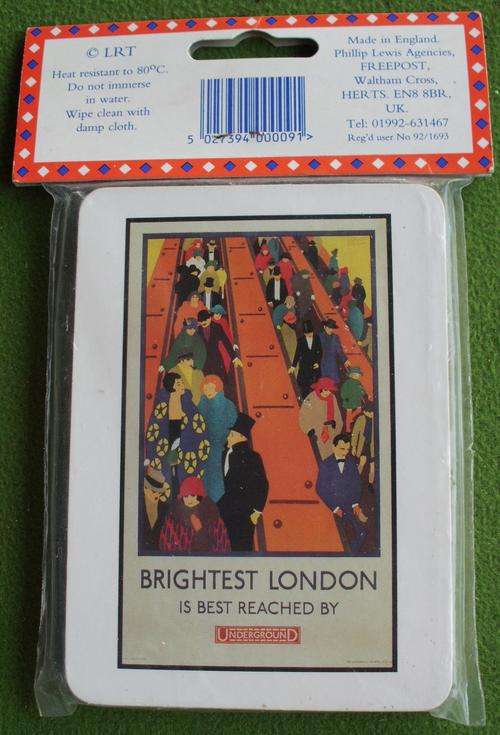 © LRT
Heat resistant to 80ºC.
Do not immerse
in water.
Wipe clean with
damp cloth.
5 027394 000091 >
Made in England.
Phillip Lewis Agencies,
FREEPOST,
Waltham Cross,
HERTS. EN8 8BR,
UK.
Tel: 01992-631467
Reg'd user No 92/1693
BRIGHTEST LONDON
IS BEST REACHED BY
UNDERGROUND